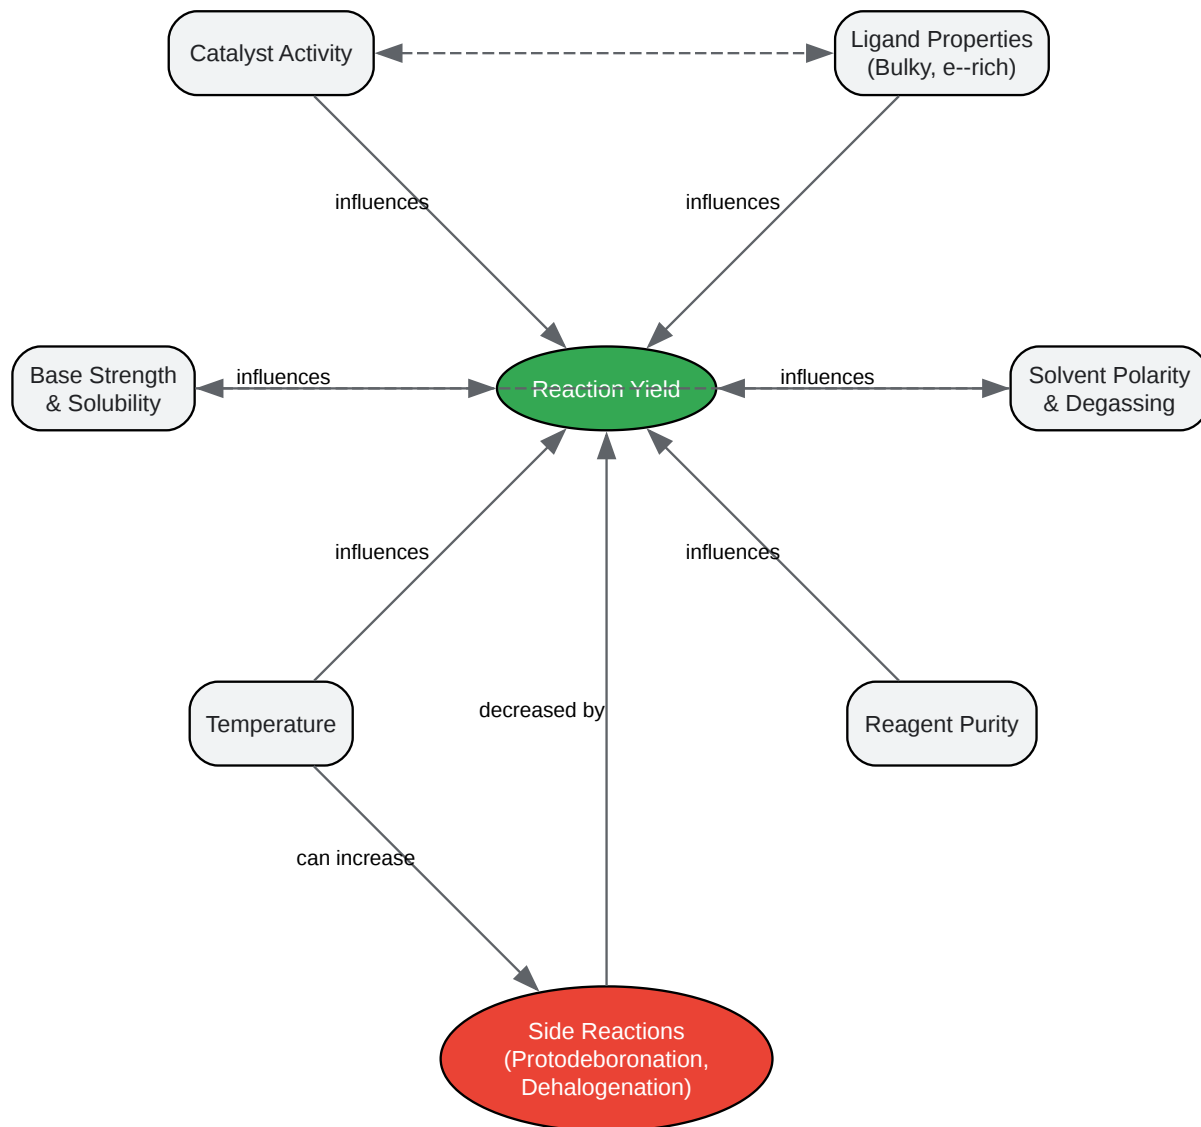 Catalyst Activity
Ligand Properties
(Bulky, e--rich)
influences
influences
Base Strength
& Solubility
influences
Reaction Yield
influences
Solvent Polarity
& Degassing
influences
influences
Temperature
decreased by
Reagent Purity
can increase
Side Reactions
(Protodeboronation,
Dehalogenation)